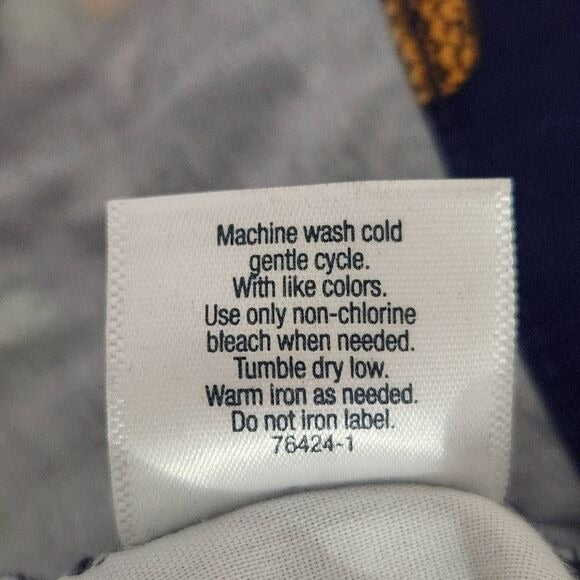 Machine wash cold
gentle cycle.
With like colors.
Use only non-chlorine
bleach when needed.
Tumble dry low.
Warm iron as needed.
Do not iron label.
76424-1